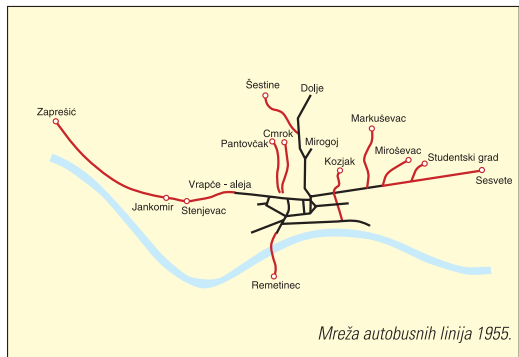 Šestine
Dolje
Zaprešić
Markuševac
Cmrok
Pantovčak
Mirogoj
Miroševac
Kozjak
Studentski grad
Sesvete
Vrapče - aleja
Jankomir
Stenjevac
Remetinec
Mreža autobusnih linija 1955.